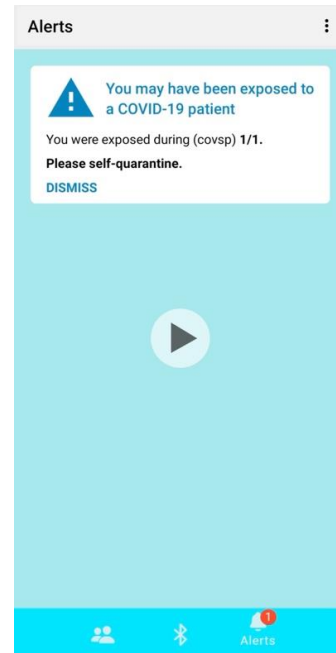 Alerts
You may have been exposed to
a COVID-19 patient
You were exposed during (covsp) 1/1.
Please self-quarantine.
DISMISS
1
Alerts